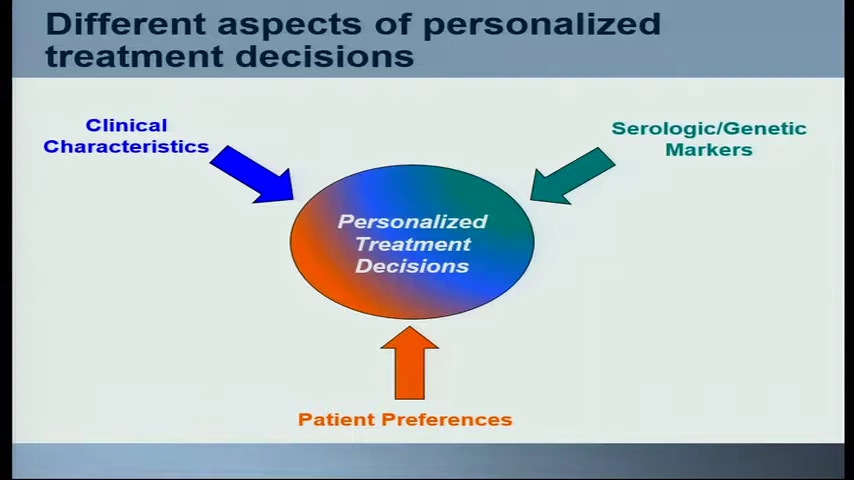 Different aspects of personalized
treatment decisions
Clinical
Characteristics
Serologic/Genetic
Markers
Personalized
Treatment
Decisions
Patient Preferences